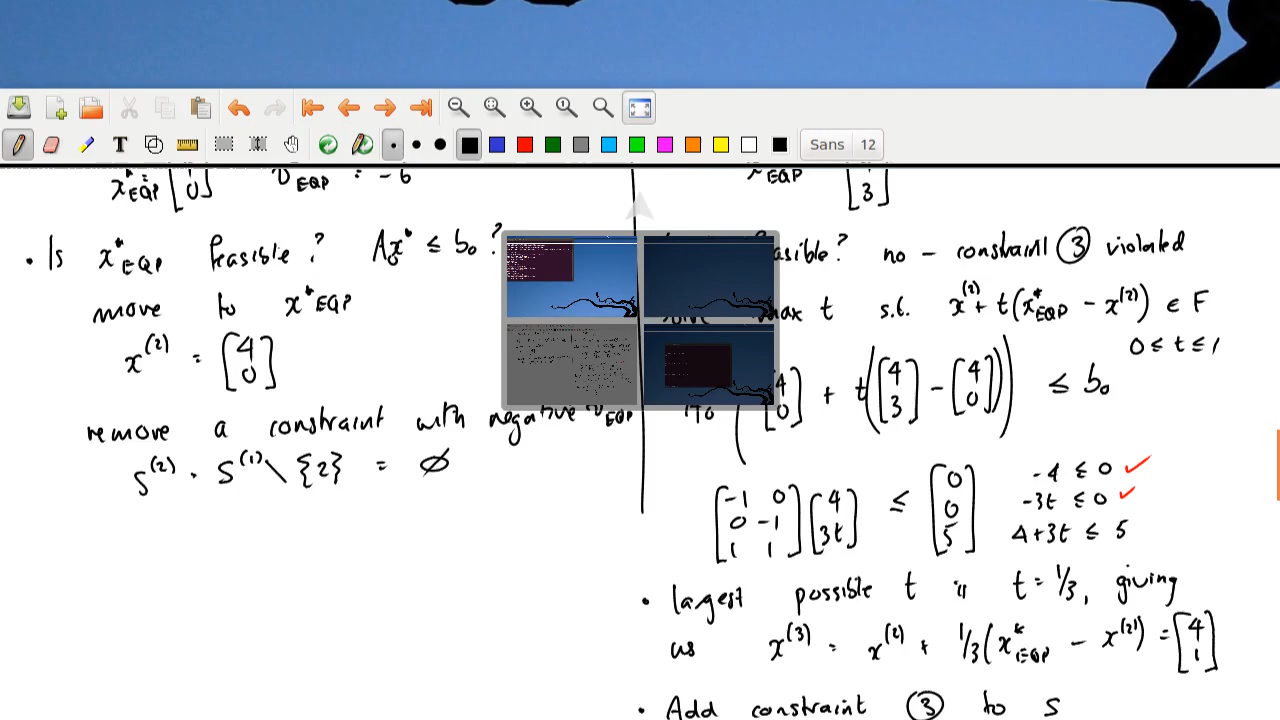 Sans 12
x*EQP = [ 0 ] v EQP = -6
• Is x*EQP feasible? A₀x* ≤ b₀ ?
move to x*EQP
x⁽²⁾ = [4 0]
remove a constraint with negative v EQP
S⁽²⁾ = S⁽¹⁾ \ {2} = ∅
x*EQP [ 3 ]
feasible? no - constraint ③ violated
solve max t s.t. x⁽²⁾ + t(x*EQP - x⁽²⁾) ∈ F
0 ≤ t ≤ 1
([4 0] + t([4 3] - [4 0])) ≤ b₀
[-1 0 0 -1 1 1] [4 3t] ≤ [0 0 5]
-4 ≤ 0 ✓
-3t ≤ 0 ✓
4+3t ≤ 5
• largest possible t is t = 1/3, giving
us x⁽³⁾ = x⁽²⁾ + 1/3(x*EQP - x⁽²⁾) = [4 1]
• Add constraint ③ to S